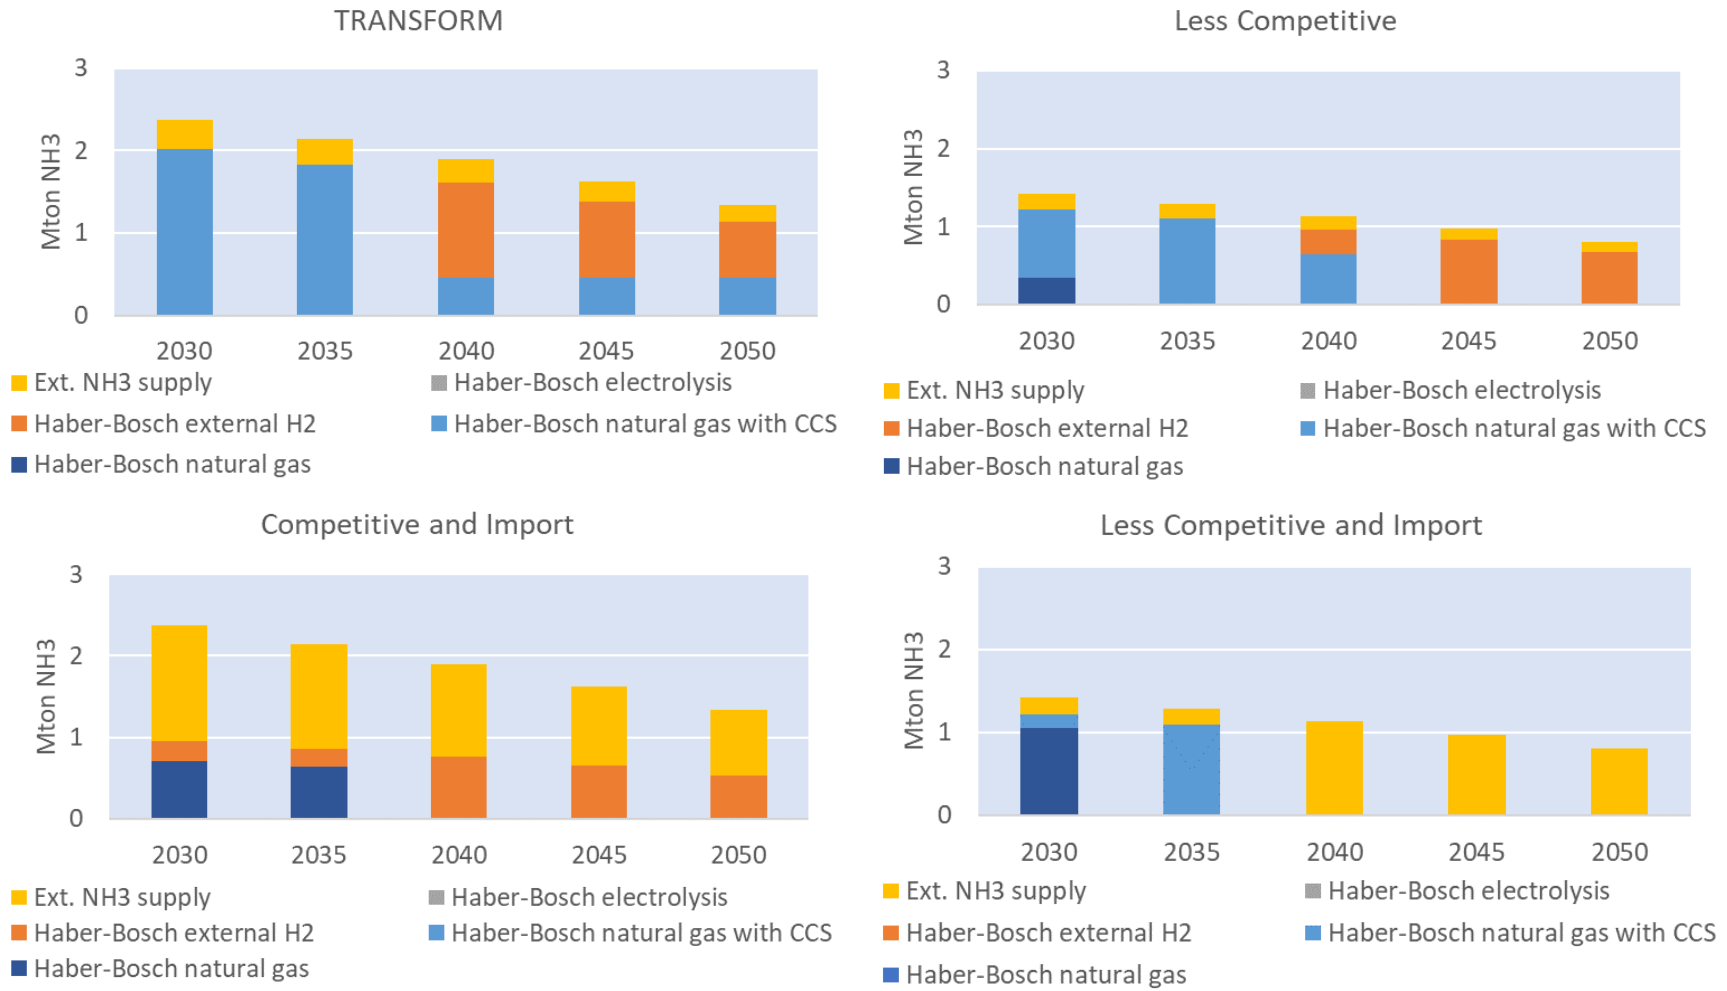 TRANSFORM
Mton NH3
3
2
1
0
2030 2035 2040 2045 2050
Ext. NH3 supply Haber-Bosch electrolysis
Haber-Bosch external H2 Haber-Bosch natural gas with CCS
Haber-Bosch natural gas
Less Competitive
Mton NH3
3
2
1
0
2030 2035 2040 2045 2050
Ext. NH3 supply Haber-Bosch electrolysis
Haber-Bosch external H2 Haber-Bosch natural gas with CCS
Haber-Bosch natural gas
Competitive and Import
Mton NH3
3
2
1
0
2030 2035 2040 2045 2050
Ext. NH3 supply Haber-Bosch electrolysis
Haber-Bosch external H2 Haber-Bosch natural gas with CCS
Haber-Bosch natural gas
Less Competitive and Import
Mton NH3
3
2
1
0
2030 2035 2040 2045 2050
Ext. NH3 supply Haber-Bosch electrolysis
Haber-Bosch external H2 Haber-Bosch natural gas with CCS
Haber-Bosch natural gas